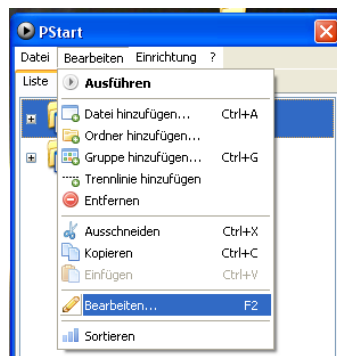 PStart
Datei Bearbeiten Einrichtung ?
Liste
Ausführen
Datei hinzufügen... Ctrl+A
Ordner hinzufügen...
Gruppe hinzufügen... Ctrl+G
Trennlinie hinzufügen
Entfernen
Ausschneiden Ctrl+X
Kopieren Ctrl+C
Einfügen Ctrl+V
Bearbeiten... F2
Sortieren